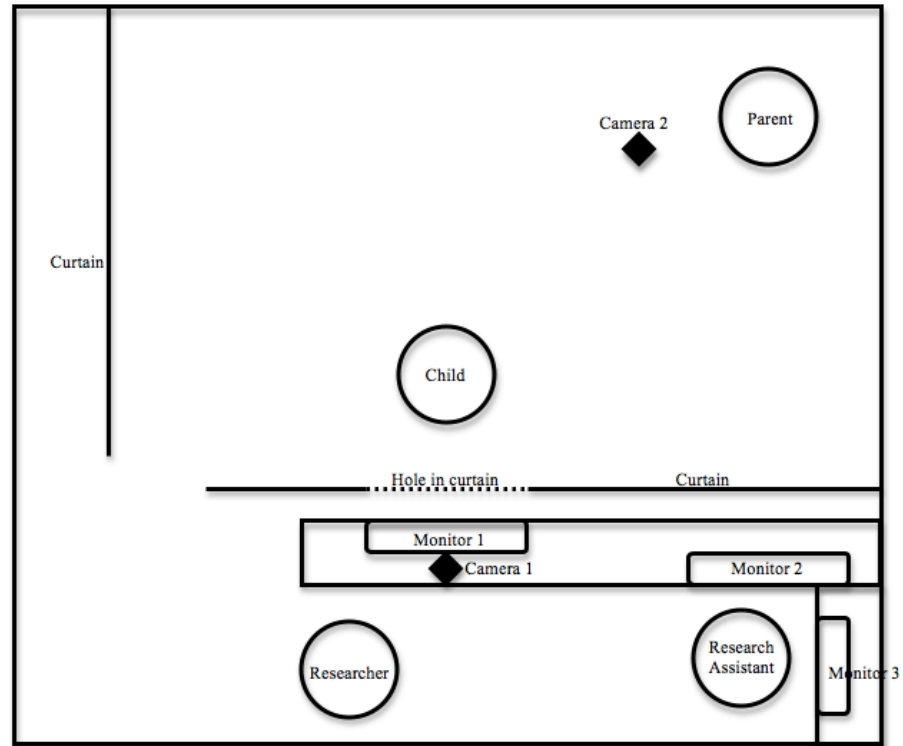 Camera 2
Parent
Curtain
Child
Hole in curtain
Curtain
Monitor 1
Camera 1
Monitor 2
Researcher
Research
Assistant
Monitor 3